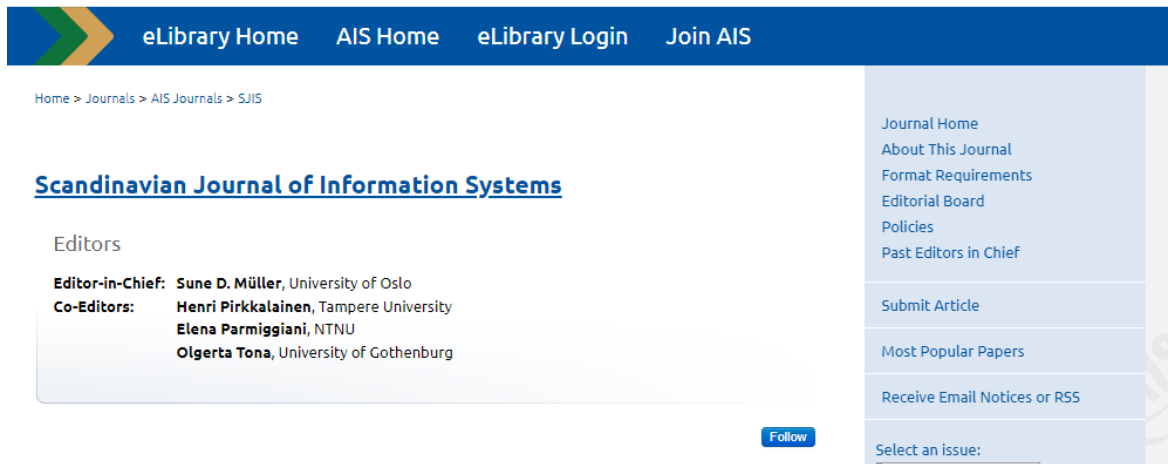 eLibrary Home AIS Home eLibrary Login Join AIS
Home > Journals > AIS Journals > SJIS
Scandinavian Journal of Information Systems
Editors
Editor-in-Chief: Sune D. Müller, University of Oslo
Co-Editors: Henri Pirkkalainen, Tampere University
Elena Parmiggiani, NTNU
Olgerta Tona, University of Gothenburg
Follow
Journal Home
About This Journal
Format Requirements
Editorial Board
Policies
Past Editors in Chief
Submit Article
Most Popular Papers
Receive Email Notices or RSS
Select an issue: